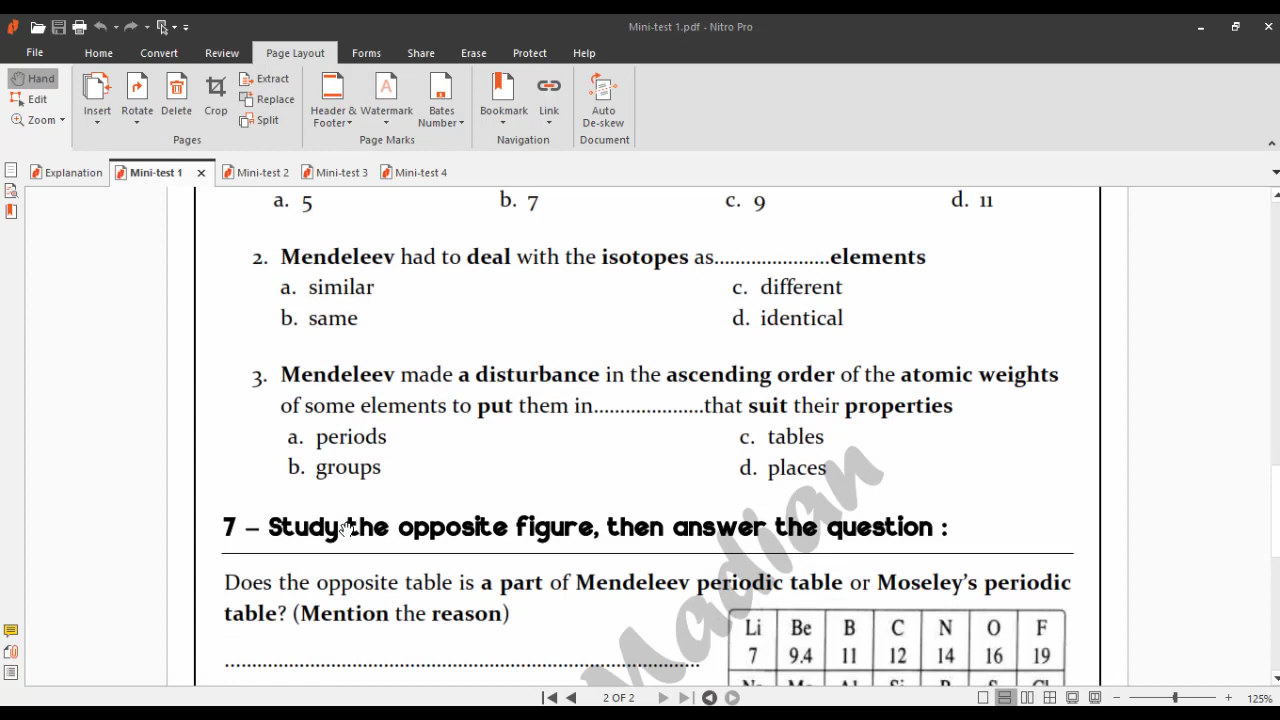 Mini-test 1.pdf - Nitro Pro
File Home Convert Review Page Layout Forms Share Erase Protect Help
Hand
Edit
Zoom
Insert Rotate Delete Crop
Extract
Replace
Split
Pages
Header & Footer Watermark Bates Number
Page Marks
Bookmark Link
Navigation
Auto De-skew
Document
Explanation Mini-test 1 Mini-test 2 Mini-test 3 Mini-test 4
a. 5 b. 7 c. 9 d. 11
2. Mendeleev had to deal with the isotopes as......................elements
a. similar c. different
b. same d. identical
3. Mendeleev made a disturbance in the ascending order of the atomic weights
of some elements to put them in.....................that suit their properties
a. periods c. tables
b. groups d. places
7 – Study the opposite figure, then answer the question :
Does the opposite table is a part of Mendeleev periodic table or Moseley's periodic
table? (Mention the reason)
Li Be B C N O F
7 9.4 11 12 14 16 19
Madian
2 OF 2
125%